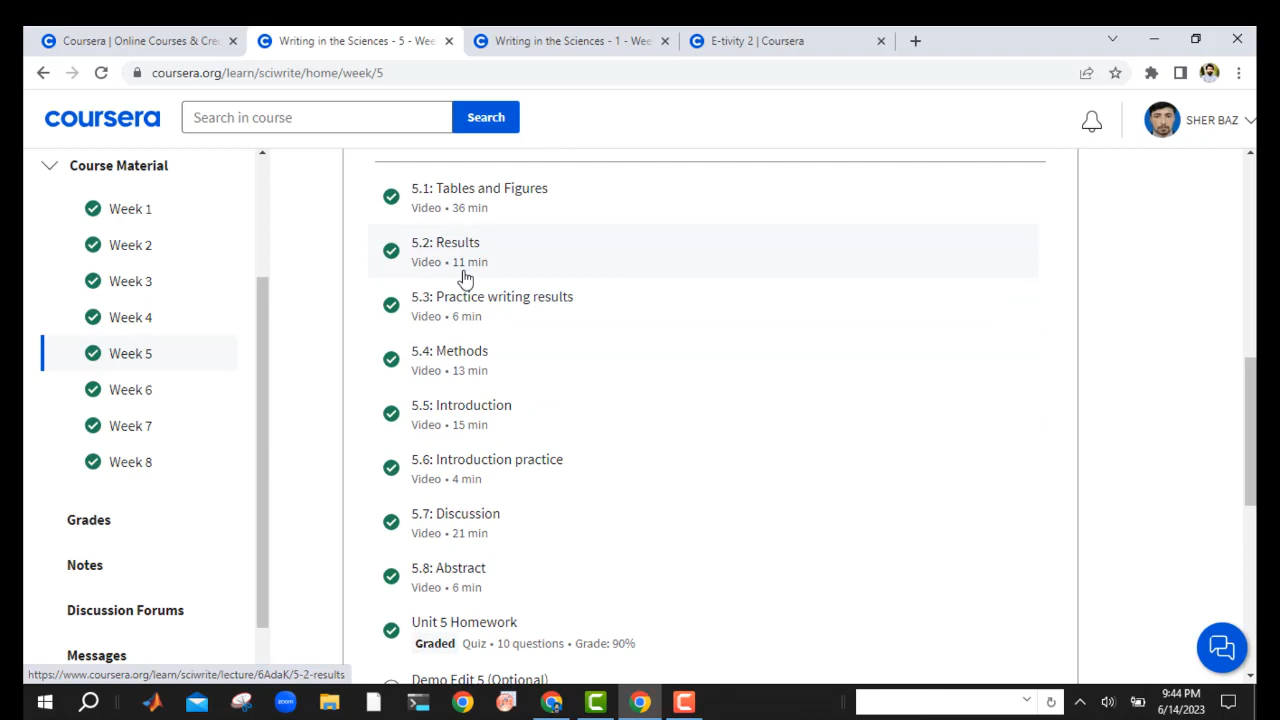 Coursera | Online Courses & Cre
Writing in the Sciences - 5 - Wee
Writing in the Sciences - 1 - Wee
E-tivity 2 | Coursera
coursera.org/learn/sciwrite/home/week/5
coursera
Search in course
Search
SHER BAZ
Course Material
Week 1
Week 2
Week 3
Week 4
Week 5
Week 6
Week 7
Week 8
Grades
Notes
Discussion Forums
Messages
5.1: Tables and Figures
Video • 36 min
5.2: Results
Video • 11 min
5.3: Practice writing results
Video • 6 min
5.4: Methods
Video • 13 min
5.5: Introduction
Video • 15 min
5.6: Introduction practice
Video • 4 min
5.7: Discussion
Video • 21 min
5.8: Abstract
Video • 6 min
Unit 5 Homework
Graded Quiz • 10 questions • Grade: 90%
Demo Edit 5 (Optional)
https://www.coursera.org/learn/sciwrite/lecture/6AdaK/5-2-results
zoom
9:44 PM
6/14/2023